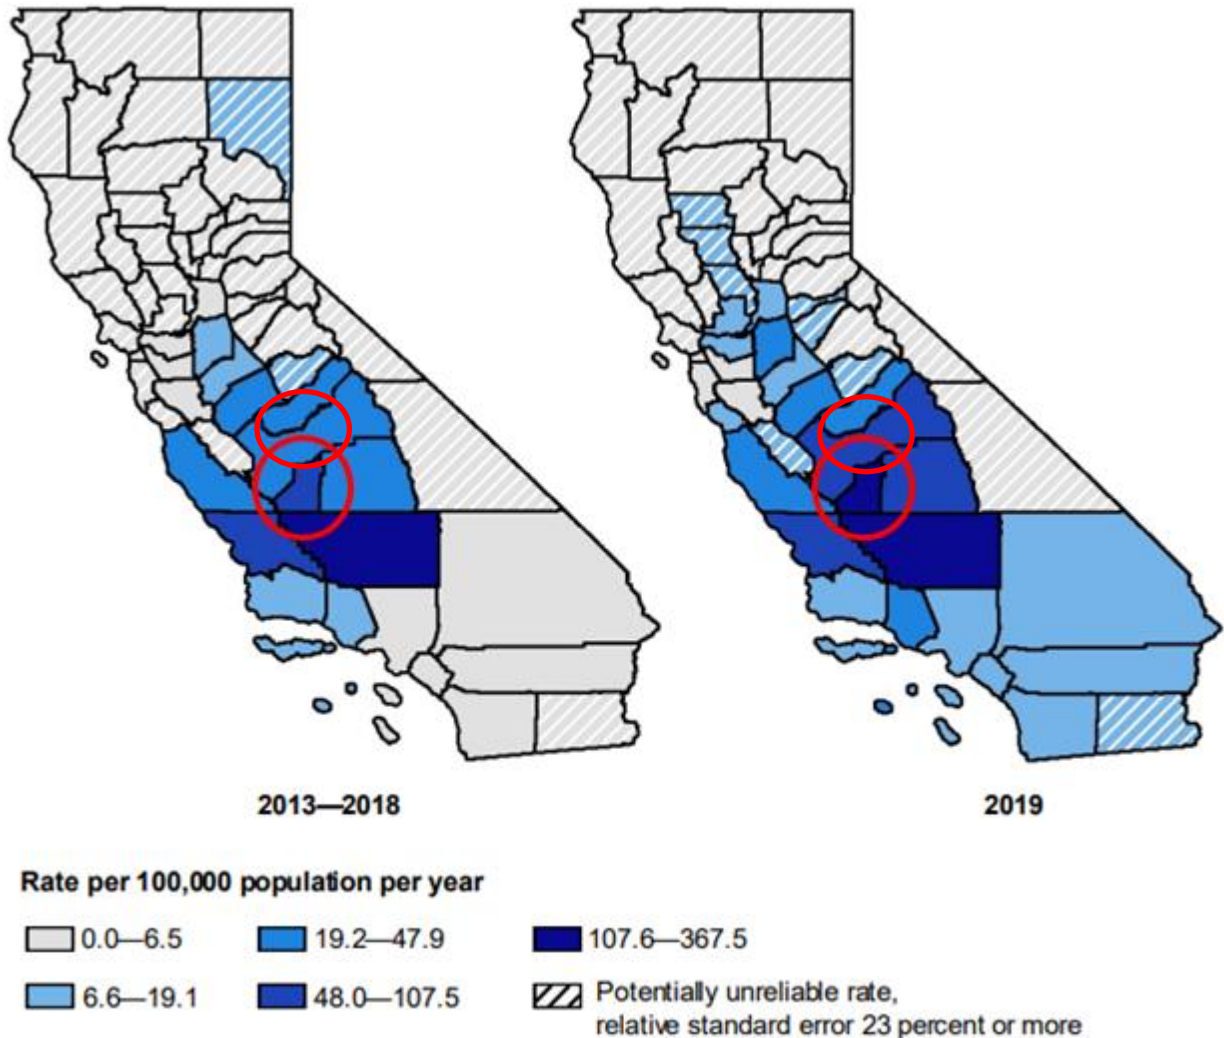 2013—2018
2019
Rate per 100,000 population per year
0.0—6.5
19.2—47.9
107.6—367.5
6.6—19.1
48.0—107.5
Potentially unreliable rate,
relative standard error 23 percent or more